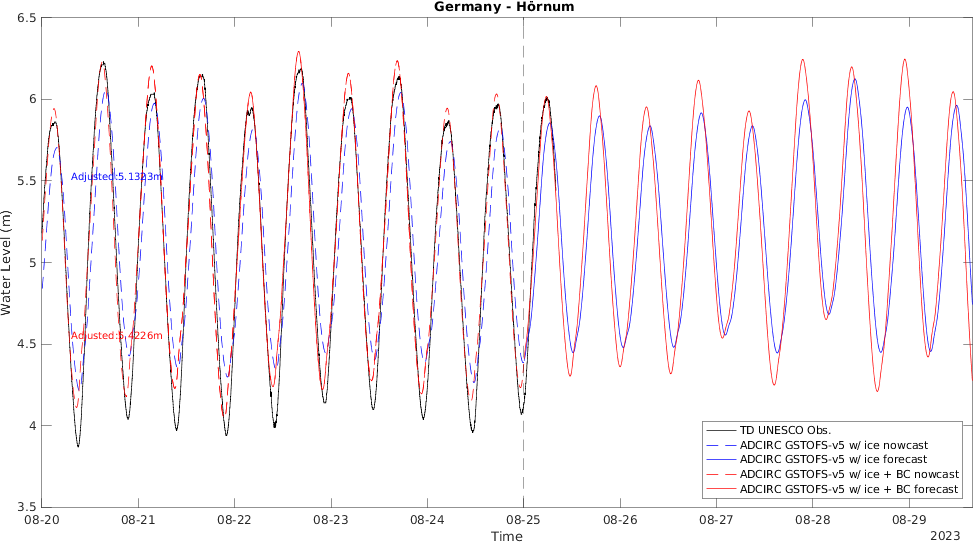 Germany - Hörnum
6.5
6
5.5
5
4.5
4
3.5
Water Level (m)
Adjusted:5.1323m
Adjusted:5.4226m
TD UNESCO Obs.
ADCIRC GSTOFS-v5 w/ ice nowcast
ADCIRC GSTOFS-v5 w/ ice forecast
ADCIRC GSTOFS-v5 w/ ice + BC nowcast
ADCIRC GSTOFS-v5 w/ ice + BC forecast
08-20 08-21 08-22 08-23 08-24 08-25 08-26 08-27 08-28 08-29
Time
2023